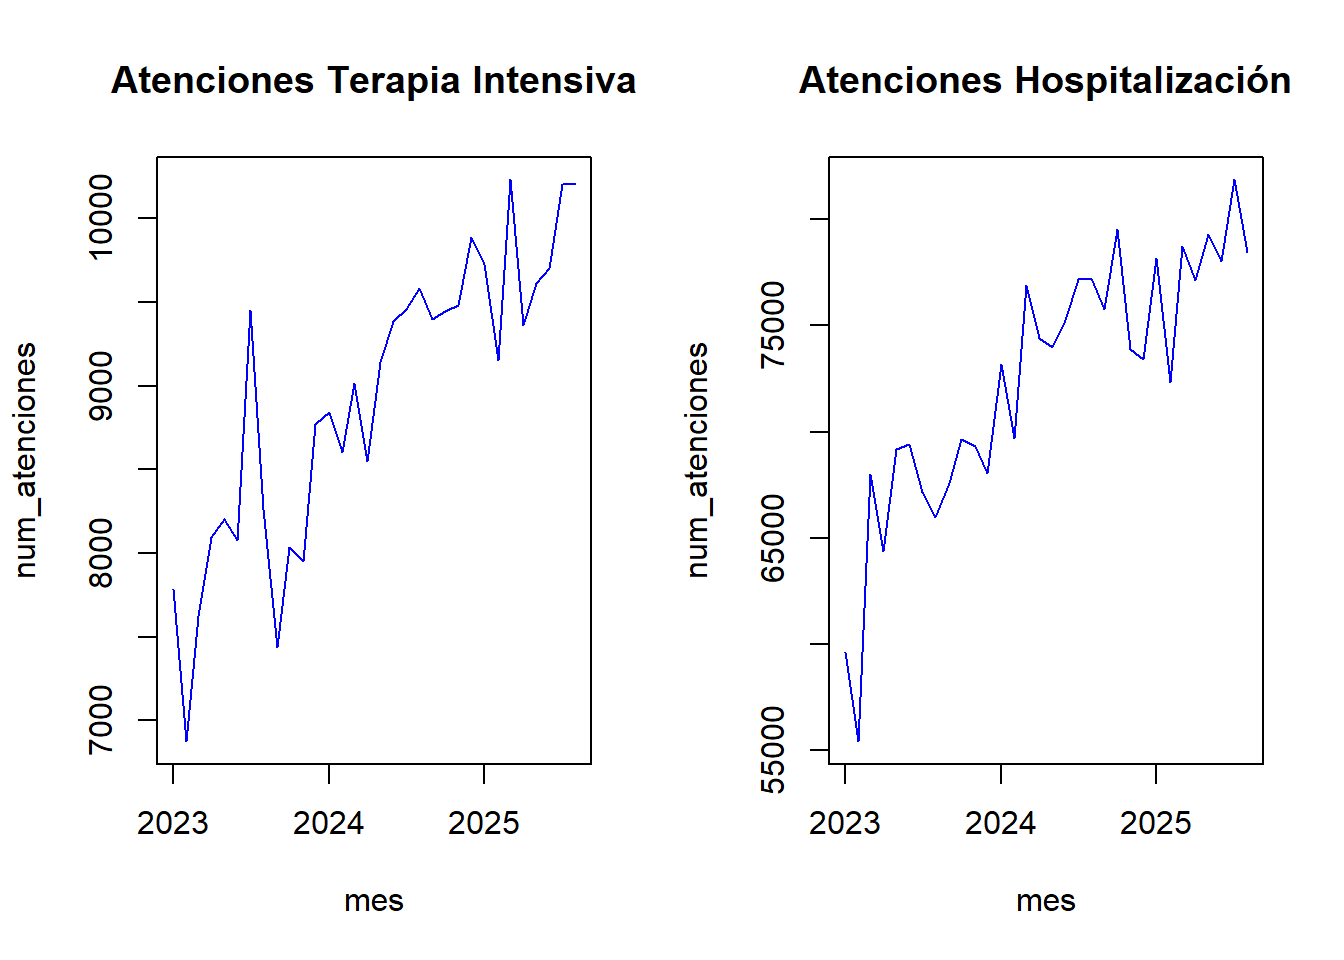 Atenciones Terapia Intensiva
num_atenciones
10000
9000
8000
7000
2023 2024 2025
mes
Atenciones Hospitalización
num_atenciones
75000
65000
55000
2023 2024 2025
mes